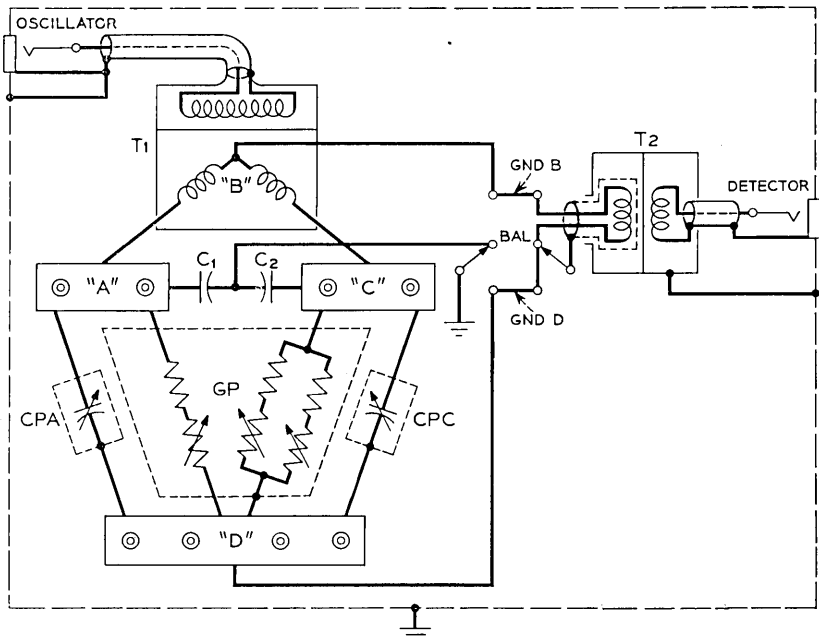 OSCILLATOR
T1
"B"
GND B
T2
DETECTOR
BAL
C1 C2
"A"
"C"
GND D
GP
CPA
CPC
"D"